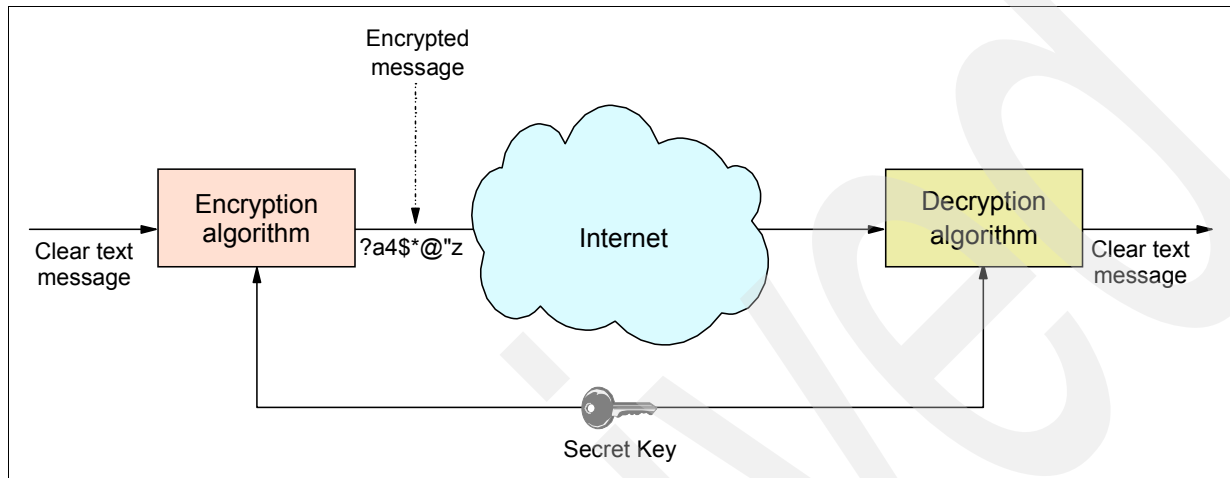 Encrypted
message
Encryption
algorithm
Decryption
algorithm
Internet
Clear text
message
?a4$*@"z
Clear text
message
Secret Key